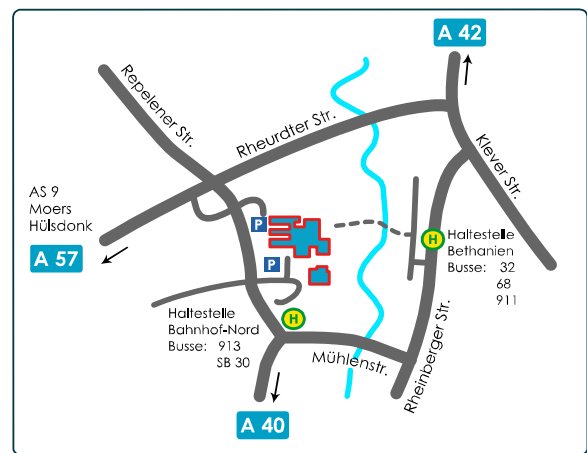 A 42
Repelener Str.
Rheurdter Str.
Klever Str.
AS 9
Moers
Hülsdonk
A 57
P
P
H
Haltestelle
Bethanien
Busse: 32
68
911
Haltestelle
Bahnhof-Nord
Busse: 913
SB 30
H
Mühlenstr.
Rheinberger Str.
A 40